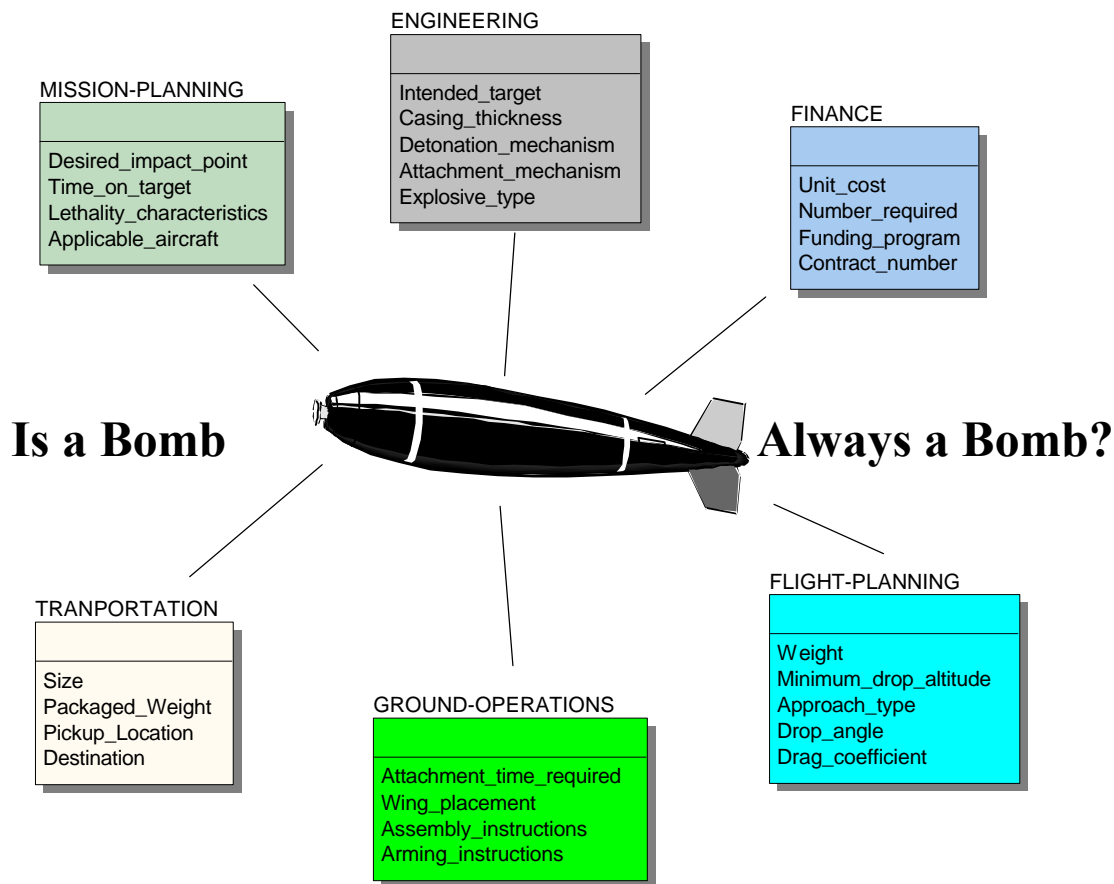 ENGINEERING
Intended_target
Casing_thickness
Detonation_mechanism
Attachment_mechanism
Explosive_type
MISSION-PLANNING
Desired_impact_point
Time_on_target
Lethality_characteristics
Applicable_aircraft
FINANCE
Unit_cost
Number_required
Funding_program
Contract_number
Is a Bomb
Always a Bomb?
TRANPORTATION
Size
Packaged_Weight
Pickup_Location
Destination
GROUND-OPERATIONS
Attachment_time_required
Wing_placement
Assembly_instructions
Arming_instructions
FLIGHT-PLANNING
Weight
Minimum_drop_altitude
Approach_type
Drop_angle
Drag_coefficient